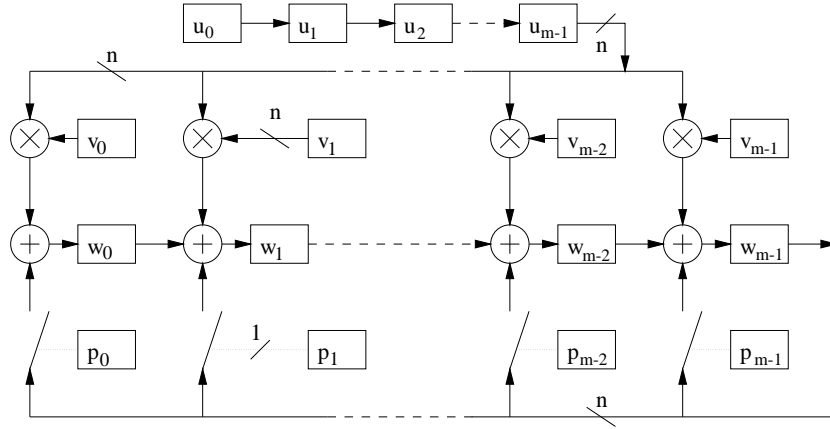 u₀ u₁ u₂ uₘ₋₁
n
n
n
v₀ v₁ vₘ₋₂ vₘ₋₁
w₀ w₁ wₘ₋₂ wₘ₋₁
1
p₀ p₁ pₘ₋₂ pₘ₋₁
n